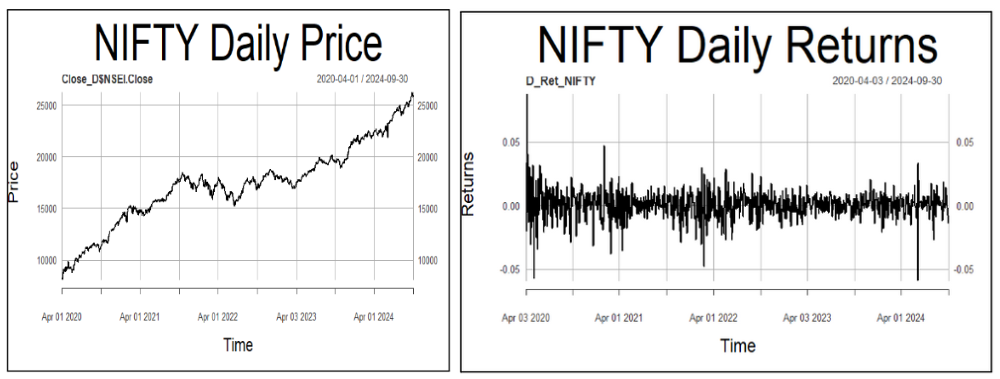 NIFTY Daily Price
Close_D$NSEI.Close 2020-04-01 / 2024-09-30
25000 25000
20000 20000
15000 15000
10000 10000
Price
Apr 01 2020 Apr 01 2021 Apr 01 2022 Apr 03 2023 Apr 01 2024
Time
NIFTY Daily Returns
D_Ret_NIFTY 2020-04-03 / 2024-09-30
0.05 0.05
0.00 0.00
-0.05 -0.05
Returns
Apr 03 2020 Apr 01 2021 Apr 01 2022 Apr 03 2023 Apr 01 2024
Time